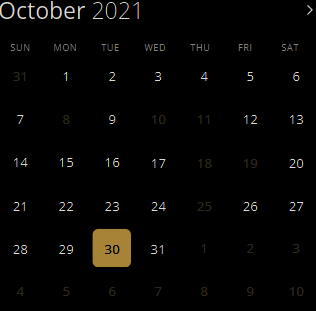 October 2021
SUN MON TUE WED THU FRI SAT
31 1 2 3 4 5 6
7 8 9 10 11 12 13
14 15 16 17 18 19 20
21 22 23 24 25 26 27
28 29 30 31 1 2 3
4 5 6 7 8 9 10